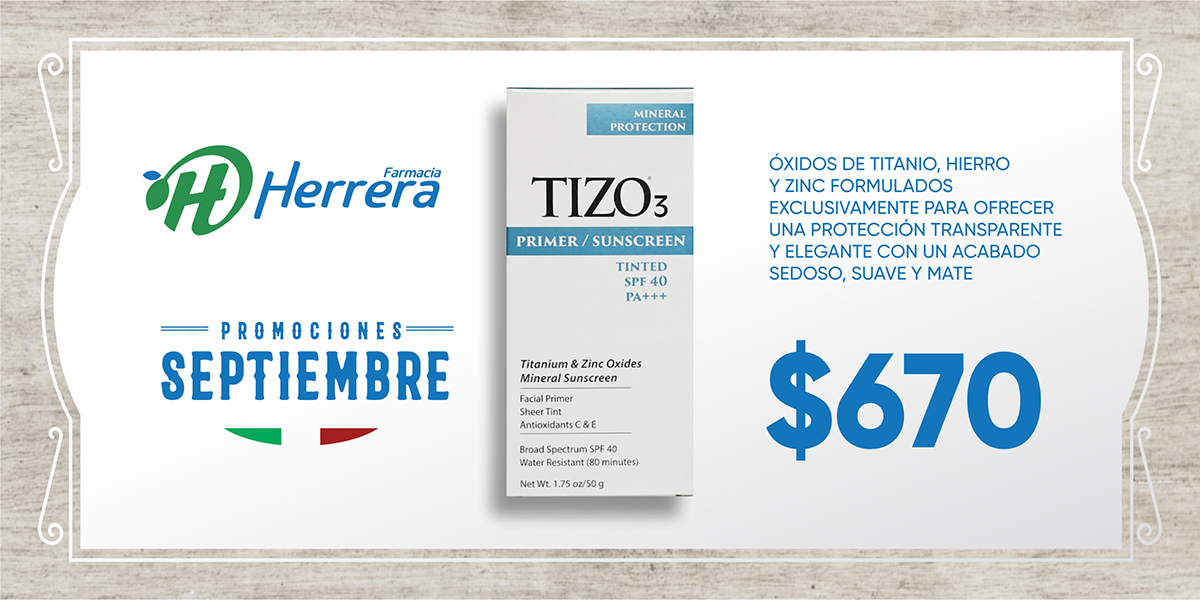 Farmacia
Herrera
PROMOCIONES
SEPTIEMBRE
MINERAL
PROTECTION
TIZO®3
PRIMER / SUNSCREEN
TINTED
SPF 40
PA+++
Titanium & Zinc Oxides
Mineral Sunscreen
Facial Primer
Sheer Tint
Antioxidants C & E
Broad Spectrum SPF 40
Water Resistant (80 minutes)
Net Wt. 1.75 oz/50 g
ÓXIDOS DE TITANIO, HIERRO
Y ZINC FORMULADOS
EXCLUSIVAMENTE PARA OFRECER
UNA PROTECCIÓN TRANSPARENTE
Y ELEGANTE CON UN ACABADO
SEDOSO, SUAVE Y MATE
$670